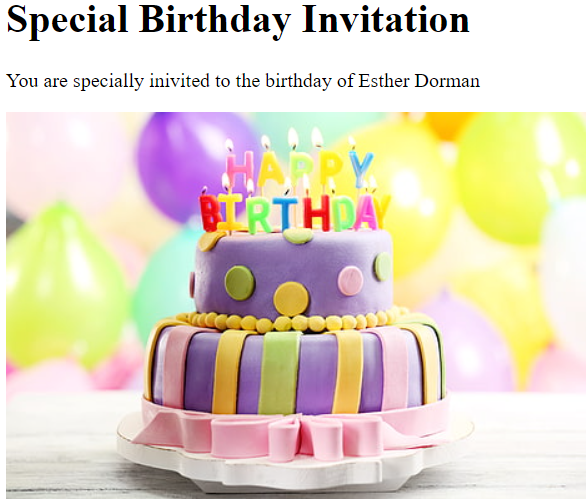 Special Birthday Invitation
You are specially inivited to the birthday of Esther Dorman
HAPPY
BIRTHDAY